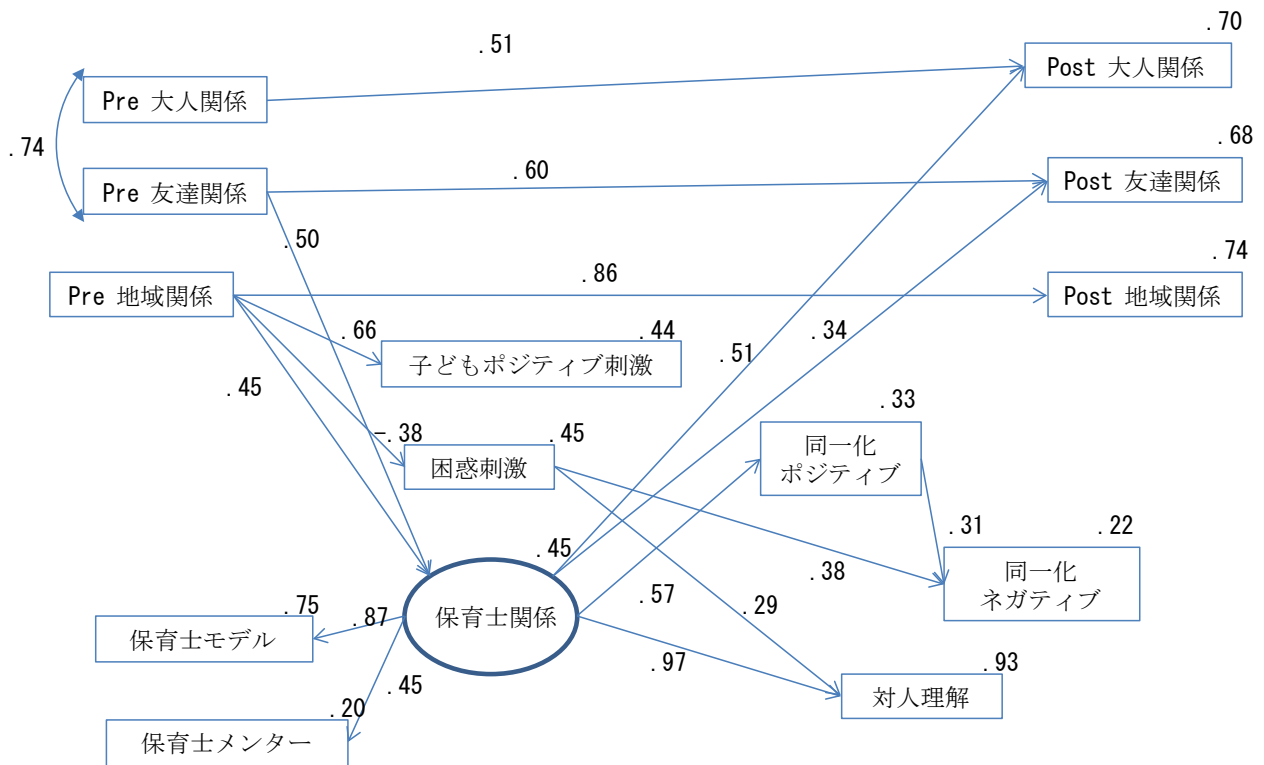 .70
.51
Post 大人関係
Pre 大人関係
.74
.68
.60
Pre 友達関係
Post 友達関係
.50
.74
.86
Pre 地域関係
Post 地域関係
.66
.44
.34
.51
子どもポジティブ刺激
.45
.33
-.38
.45
同一化
ポジティブ
困惑刺激
.31
.22
.45
.38
同一化
ネガティブ
.57
.29
.75
.87
保育士関係
保育士モデル
.97
.93
.45
対人理解
.20
保育士メンター